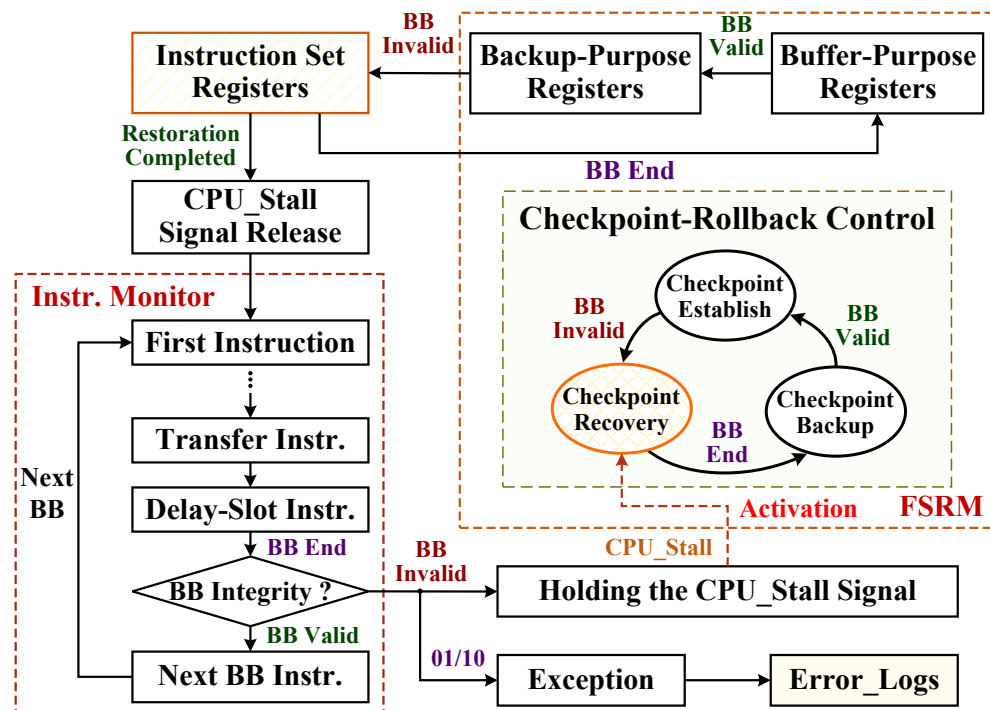 BB
Invalid
BB
Valid
Instruction Set
Registers
Backup-Purpose
Registers
Buffer-Purpose
Registers
Restoration
Completed
BB End
CPU_Stall
Signal Release
Checkpoint-Rollback Control
Instr. Monitor
Checkpoint
Establish
BB
Invalid
BB
Valid
First Instruction
Checkpoint
Recovery
Checkpoint
Backup
BB
End
Transfer Instr.
Next
BB
Delay-Slot Instr.
Activation
FSRM
BB End
BB
Invalid
CPU_Stall
BB Integrity ?
Holding the CPU_Stall Signal
BB Valid
01/10
Next BB Instr.
Exception
Error_Logs